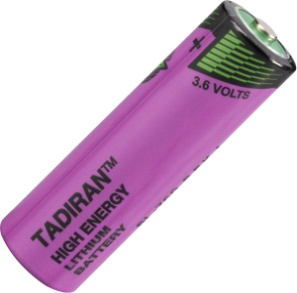 +
3.6 VOLTS
TADIRAN™
HIGH ENERGY
LITHIUM
BATTERY